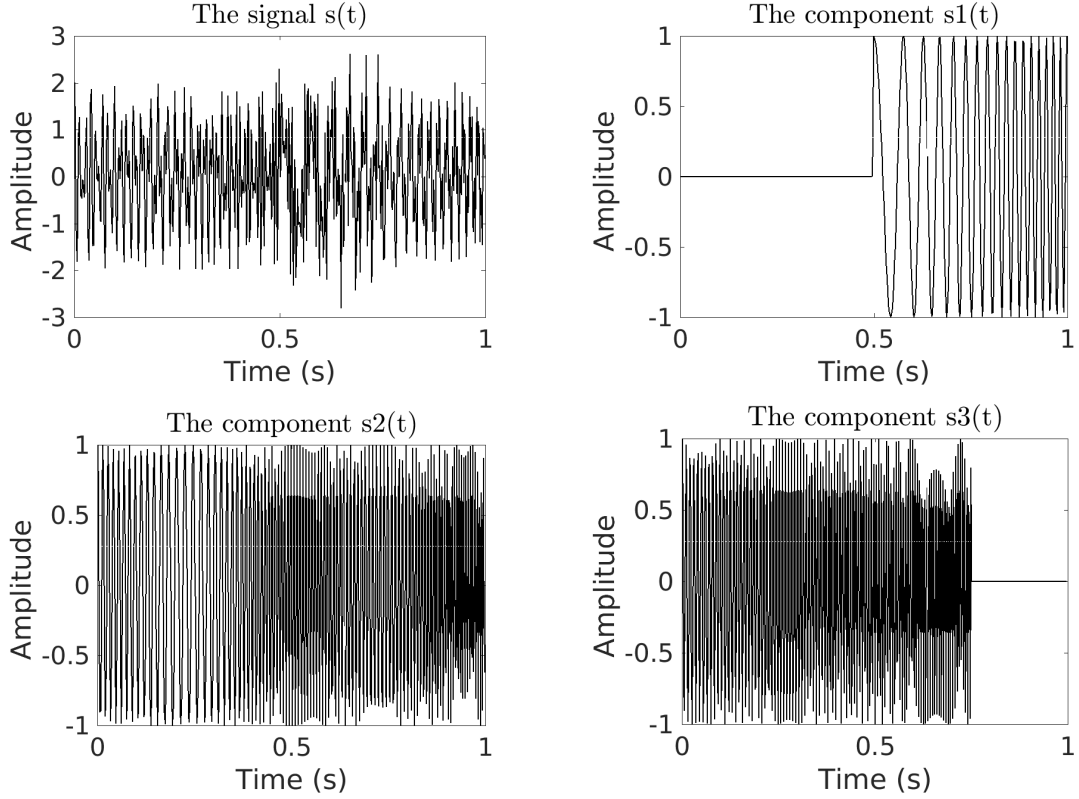 The signal s(t)
3
2
1
0
-1
-2
-3
Amplitude
0
0.5
1
Time (s)
The component s1(t)
1
0.5
0
-0.5
-1
Amplitude
0
0.5
1
Time (s)
The component s2(t)
1
0.5
0
-0.5
-1
Amplitude
0
0.5
1
Time (s)
The component s3(t)
1
0.5
0
-0.5
-1
Amplitude
0
0.5
1
Time (s)